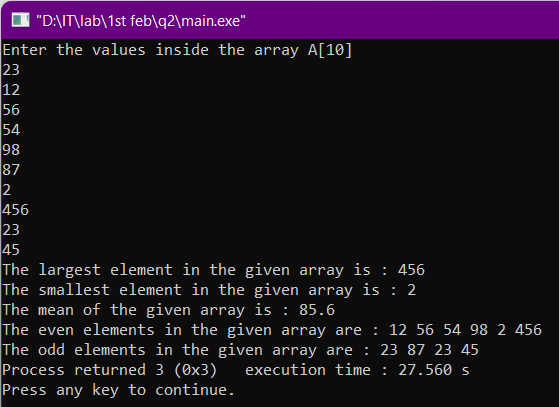 "D:\IT\lab\1st feb\q2\main.exe"
Enter the values inside the array A[10]
23
12
56
54
98
87
2
456
23
45
The largest element in the given array is : 456
The smallest element in the given array is : 2
The mean of the given array is : 85.6
The even elements in the given array are : 12 56 54 98 2 456
The odd elements in the given array are : 23 87 23 45
Process returned 3 (0x3)   execution time : 27.560 s
Press any key to continue.